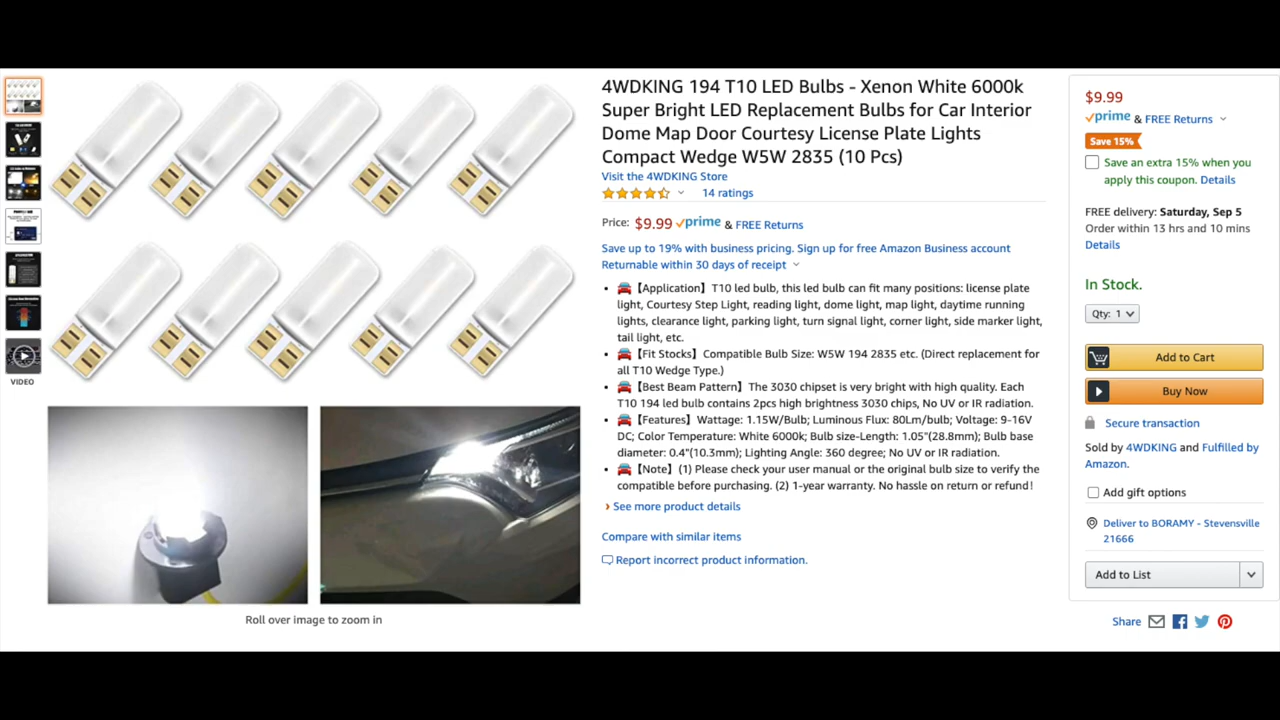 4WDKING 194 T10 LED Bulbs - Xenon White 6000k
Super Bright LED Replacement Bulbs for Car Interior
Dome Map Door Courtesy License Plate Lights
Compact Wedge W5W 2835 (10 Pcs)
Visit the 4WDKING Store
14 ratings
Price: $9.99 prime & FREE Returns
Save up to 19% with business pricing. Sign up for free Amazon Business account
Returnable within 30 days of receipt
• 🚘【Application】T10 led bulb, this led bulb can fit many positions: license plate
light, Courtesy Step Light, reading light, dome light, map light, daytime running
lights, clearance light, parking light, turn signal light, corner light, side marker light,
tail light, etc.
• 🚘【Fit Stocks】Compatible Bulb Size: W5W 194 2835 etc. (Direct replacement for
all T10 Wedge Type.)
• 🚘【Best Beam Pattern】The 3030 chipset is very bright with high quality. Each
T10 194 led bulb contains 2pcs high brightness 3030 chips, No UV or IR radiation.
• 🚘【Features】Wattage: 1.15W/Bulb; Luminous Flux: 80Lm/bulb; Voltage: 9-16V
DC; Color Temperature: White 6000k; Bulb size-Length: 1.05"(28.8mm); Bulb base
diameter: 0.4"(10.3mm); Lighting Angle: 360 degree; No UV or IR radiation.
• 🚘【Note】(1) Please check your user manual or the original bulb size to verify the
compatible before purchasing. (2) 1-year warranty. No hassle on return or refund!
› See more product details
Compare with similar items
Report incorrect product information.
VIDEO
Roll over image to zoom in
$9.99
prime & FREE Returns
Save 15%
Save an extra 15% when you
apply this coupon. Details
FREE delivery: Saturday, Sep 5
Order within 13 hrs and 10 mins
Details
In Stock.
Qty: 1
Add to Cart
Buy Now
Secure transaction
Sold by 4WDKING and Fulfilled by
Amazon.
Add gift options
Deliver to BORAMY - Stevensville
21666
Add to List
Share